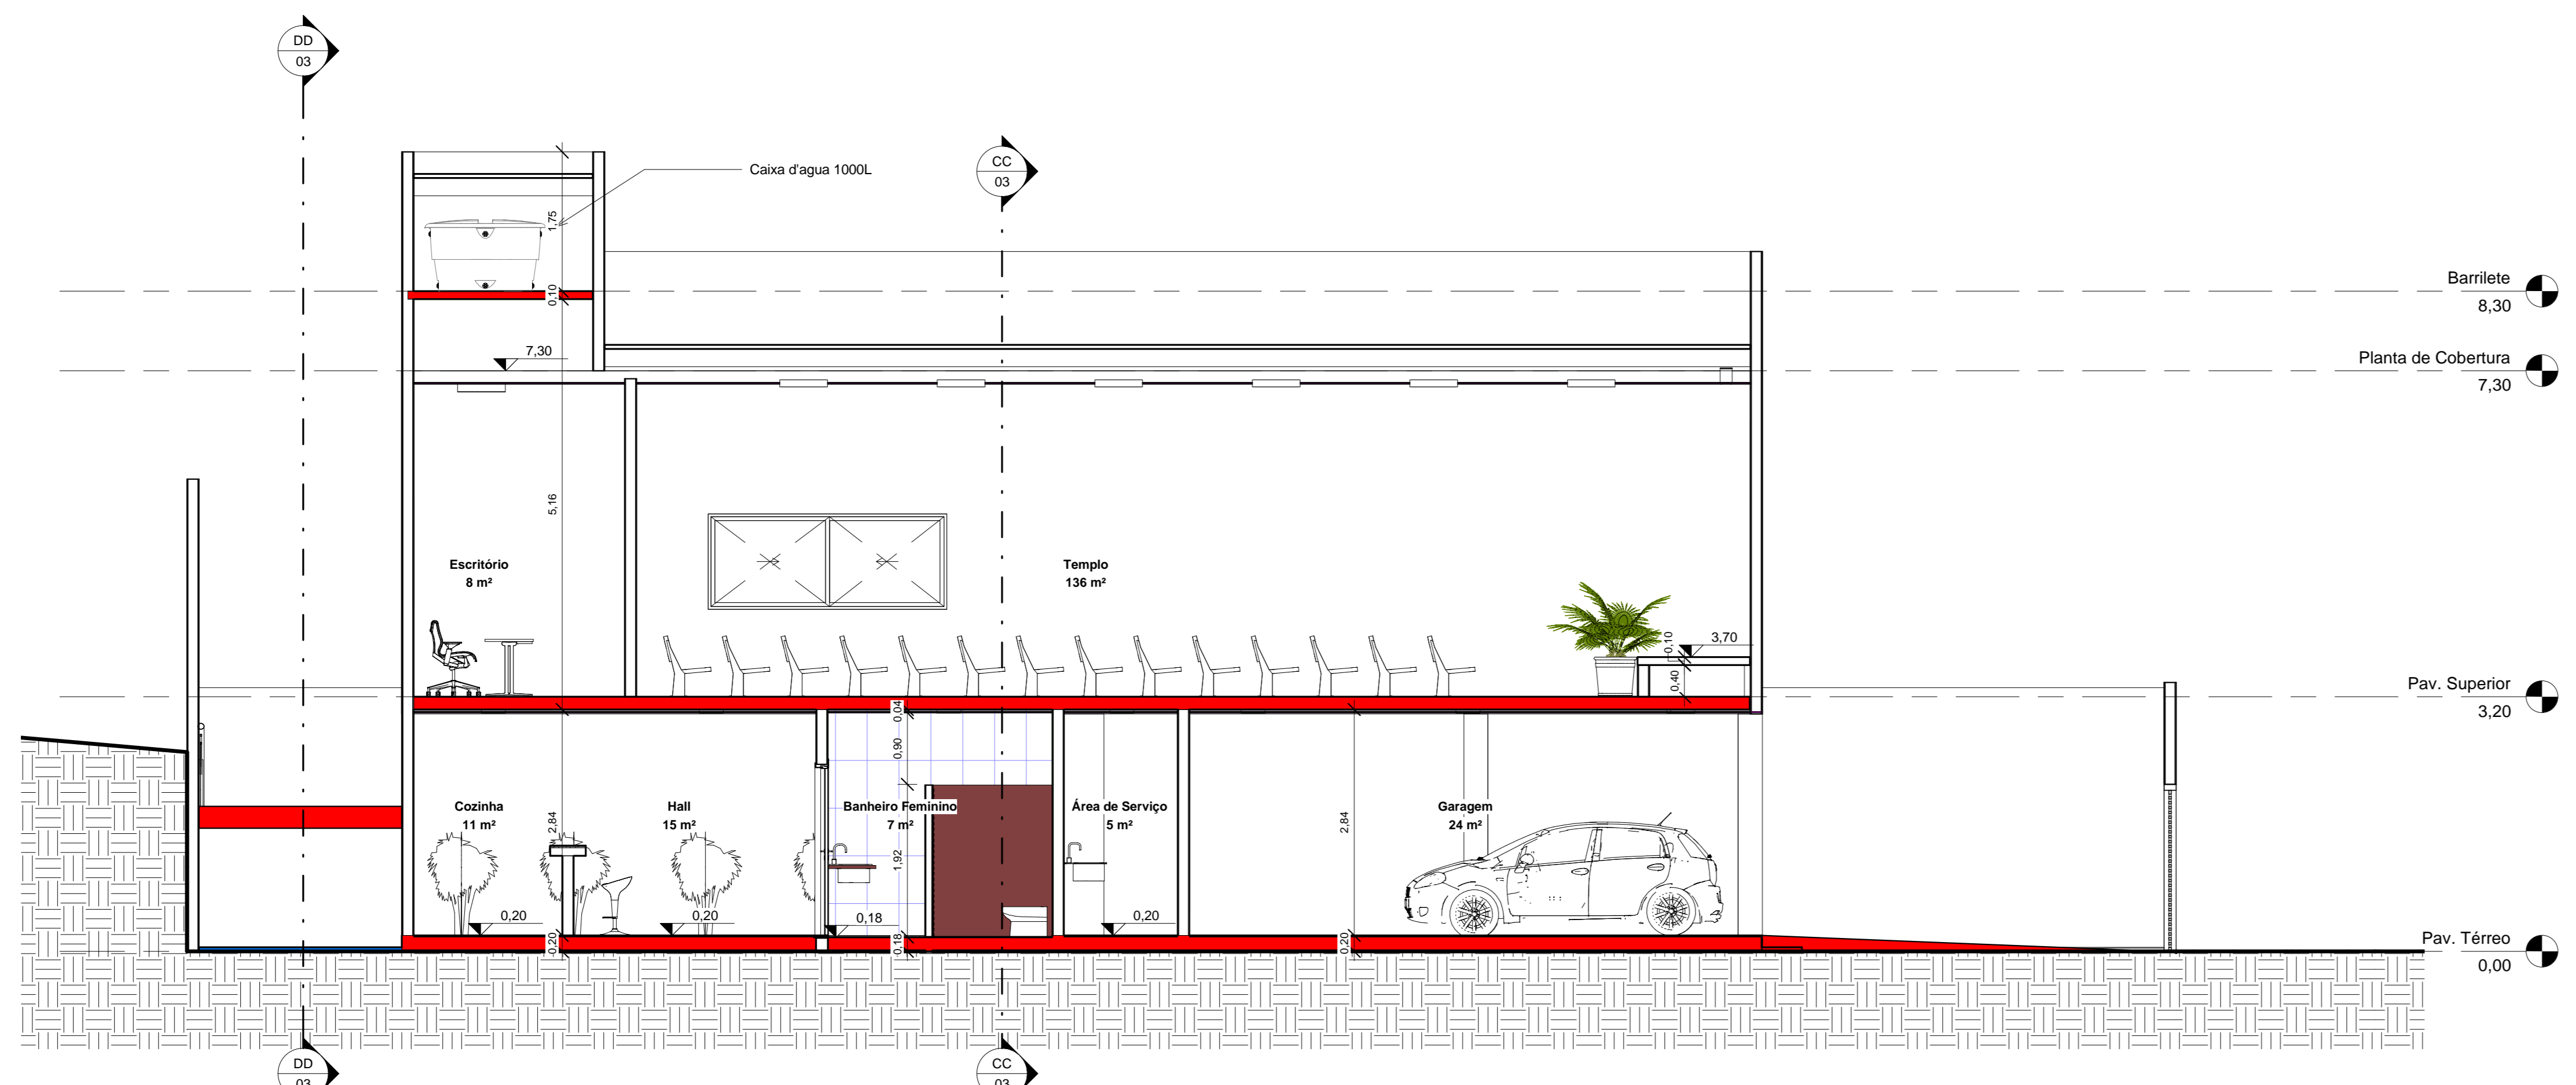 DD
03
Caixa d'agua 1000L
CC
03
1,75
0,10
Barrilete
8,30
7,30
Planta de Cobertura
7,30
5,16
Escritório
8 m²
Templo
136 m²
0,10
3,70
0,40
Pav. Superior
3,20
0,04
0,90
Cozinha
11 m²
Hall
15 m²
Banheiro Feminino
7 m²
Área de Serviço
5 m²
Garagem
24 m²
2,84
1,92
2,84
0,20
0,20
0,18
0,20
0,20
0,18
0,20
Pav. Térreo
0,00
DD
03
CC
03